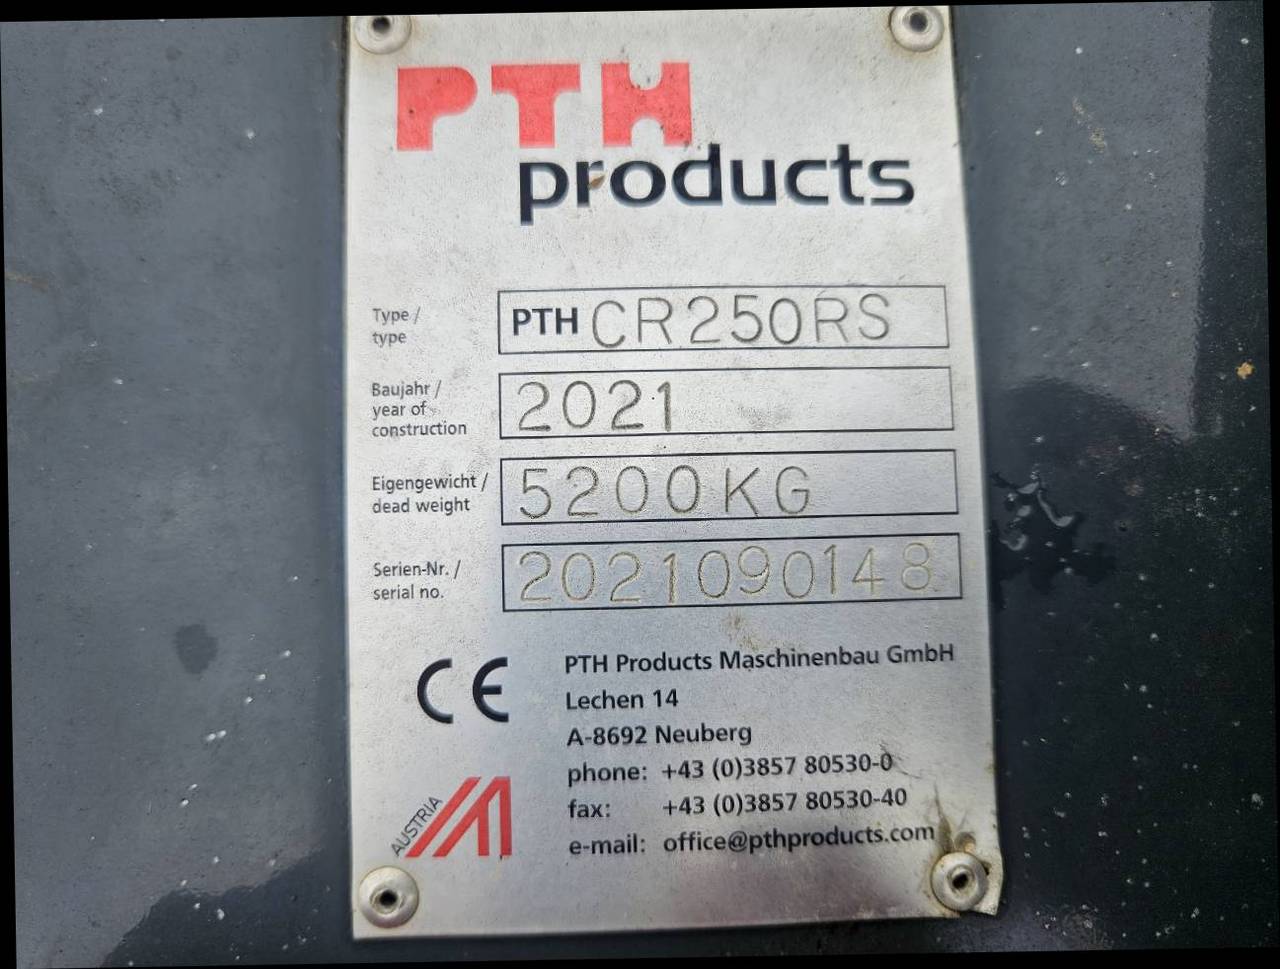 PTH
products
Type /
type
PTH CR250RS
Baujahr /
year of
construction
2021
Eigengewicht /
dead weight
5200KG
Serien-Nr. /
serial no.
2021090148
CE
PTH Products Maschinenbau GmbH
Lechen 14
A-8692 Neuberg
phone: +43 (0)3857 80530-0
fax: +43 (0)3857 80530-40
e-mail: office@pthproducts.com
AUSTRIA